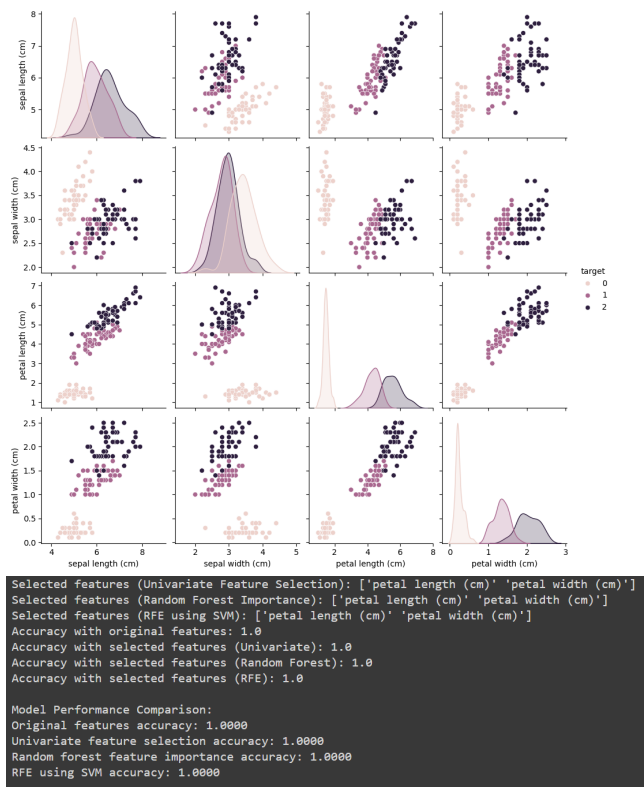 8
7
6
5
sepal length (cm)
4.5
4.0
3.5
3.0
2.5
2.0
sepal width (cm)
target
0
1
2
7
6
5
4
3
2
1
petal length (cm)
2.5
2.0
1.5
1.0
0.5
0.0
petal width (cm)
4 6 8
sepal length (cm)
2 3 4 5
sepal width (cm)
0 2 4 6 8
petal length (cm)
0 1 2 3
petal width (cm)
Selected features (Univariate Feature Selection): ['petal length (cm)' 'petal width (cm)']
Selected features (Random Forest Importance): ['petal length (cm)' 'petal width (cm)']
Selected features (RFE using SVM): ['petal length (cm)' 'petal width (cm)']
Accuracy with original features: 1.0
Accuracy with selected features (Univariate): 1.0
Accuracy with selected features (Random Forest): 1.0
Accuracy with selected features (RFE): 1.0
Model Performance Comparison:
Original features accuracy: 1.0000
Univariate feature selection accuracy: 1.0000
Random forest feature importance accuracy: 1.0000
RFE using SVM accuracy: 1.0000